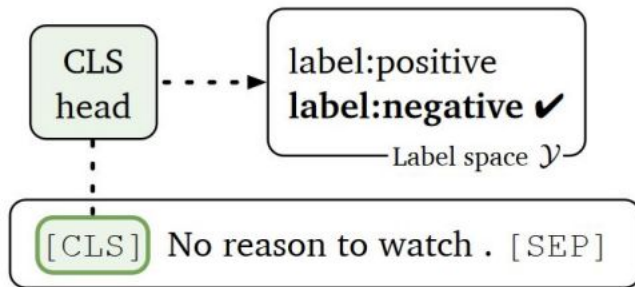 CLS
head
label:positive
label:negative ✔
Label space 𝒴
[CLS] No reason to watch . [SEP]